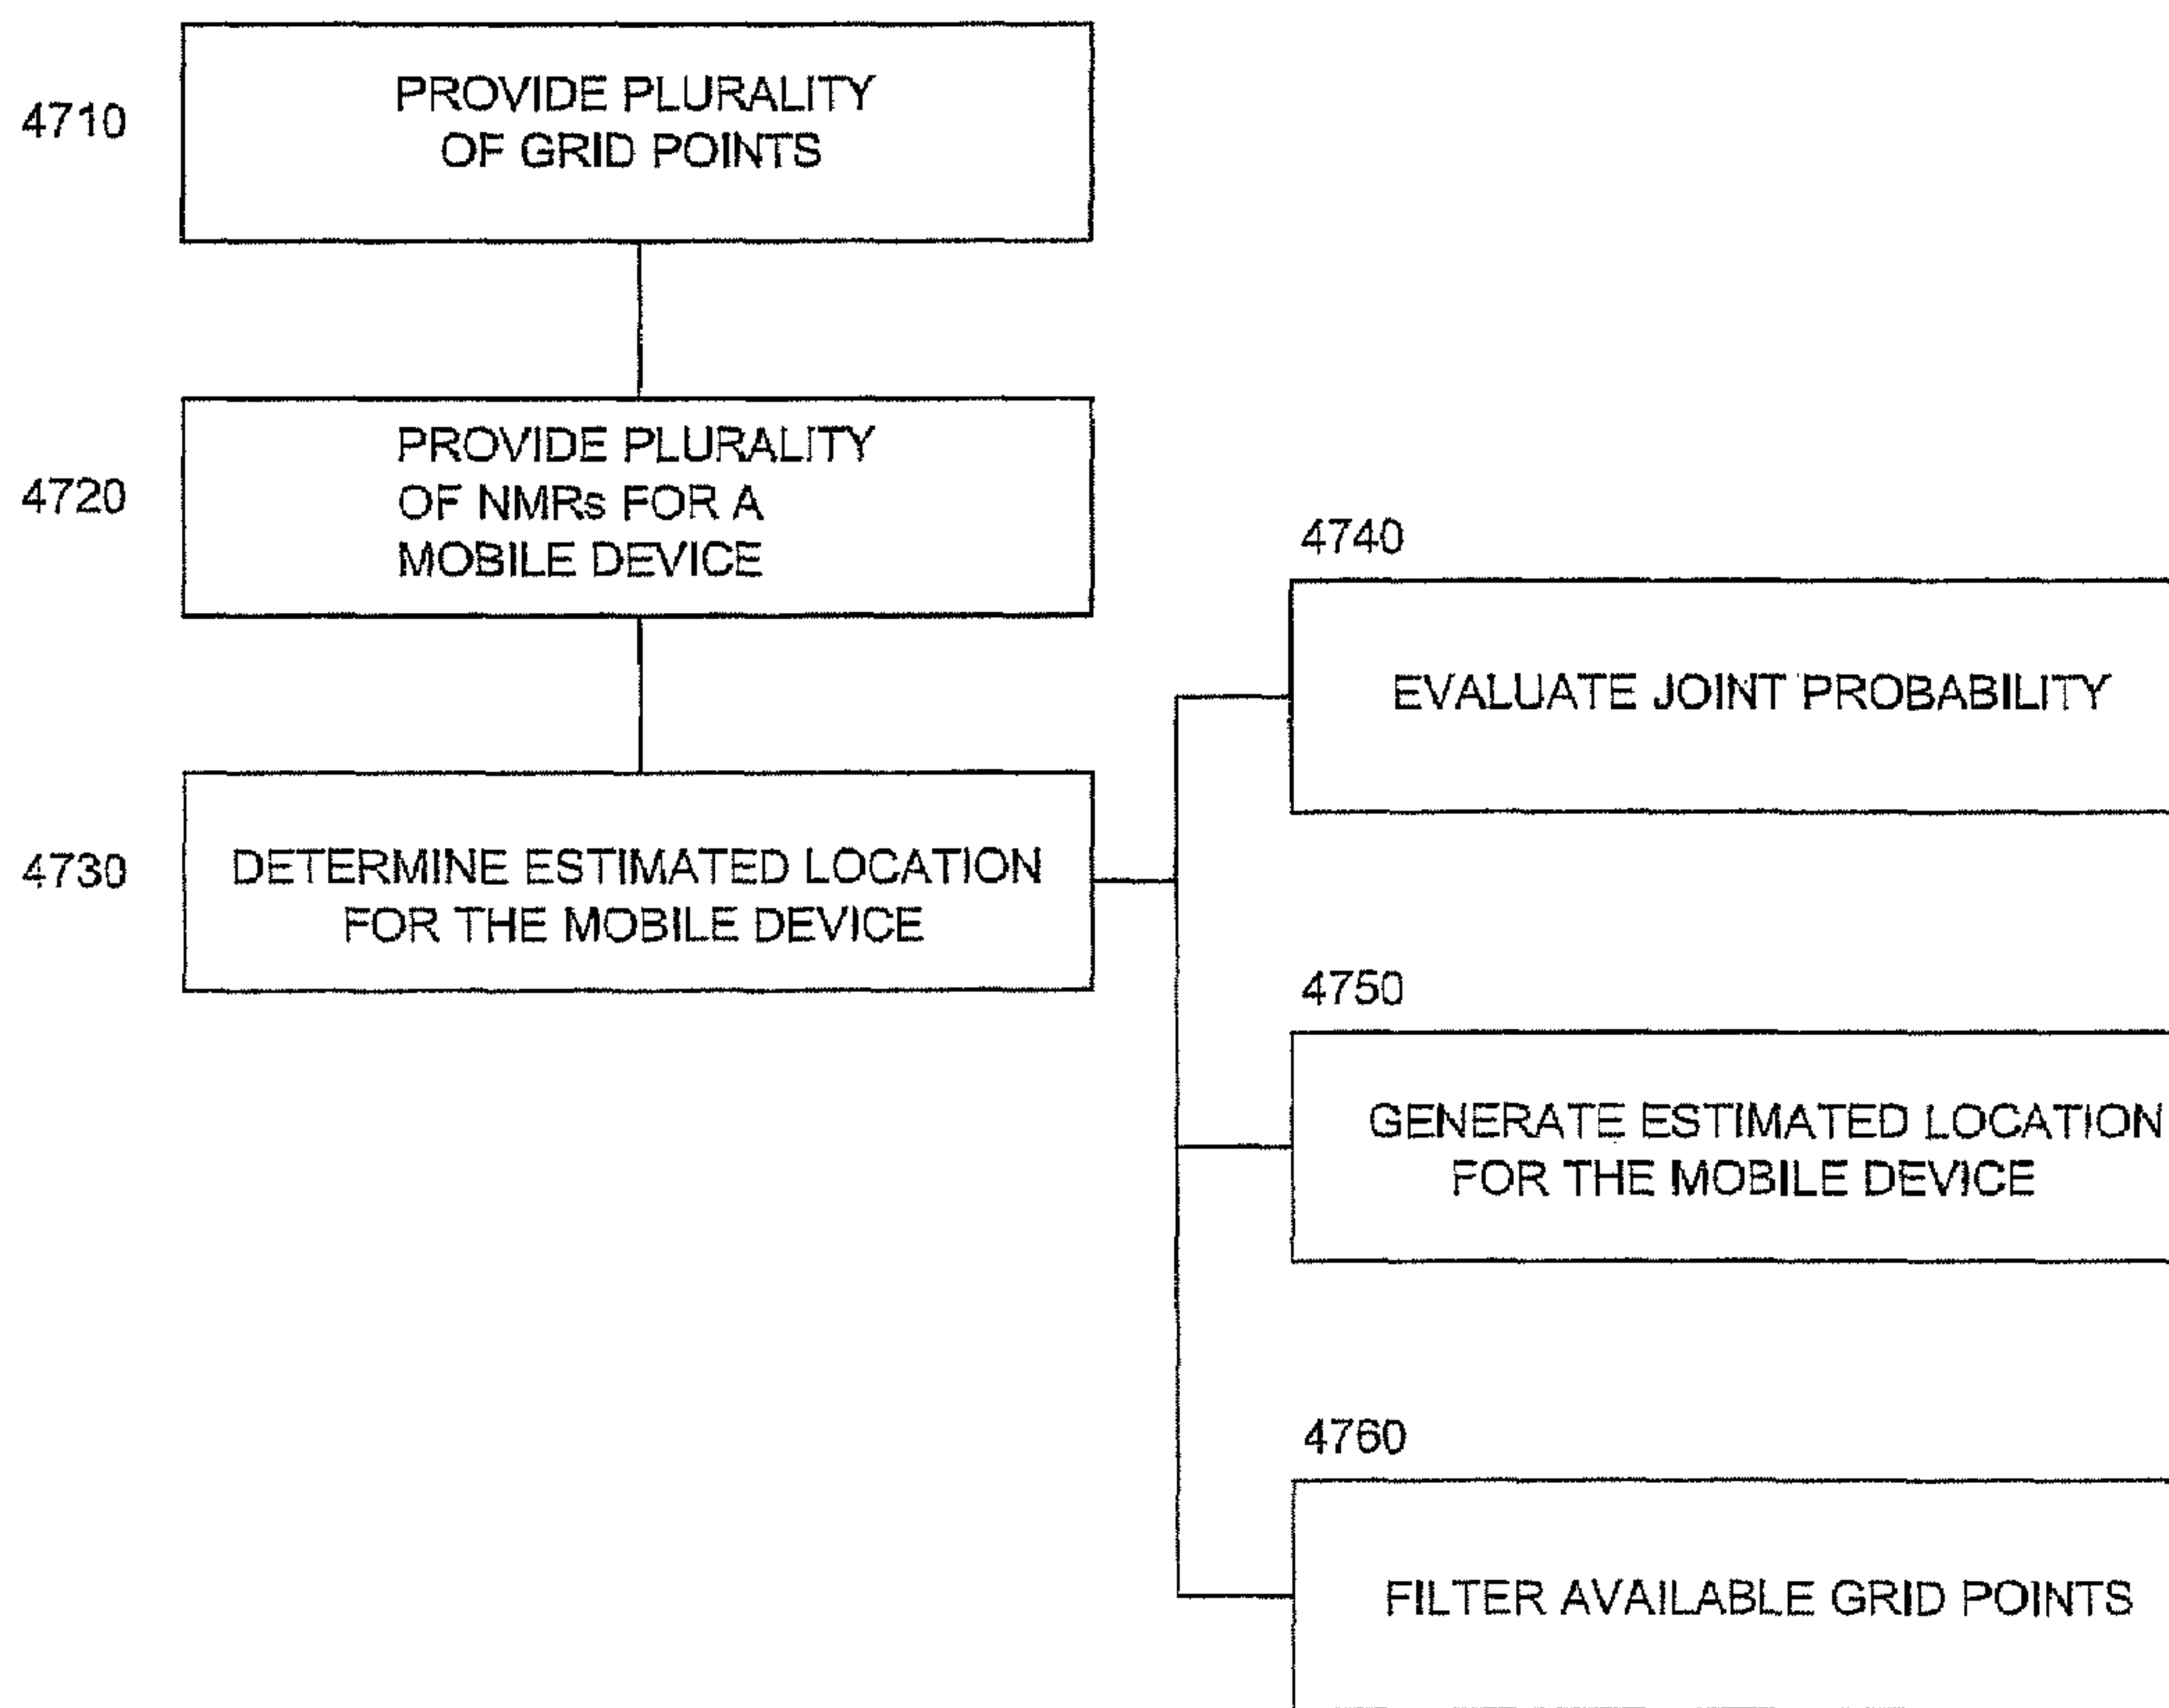 4710
PROVIDE PLURALITY
OF GRID POINTS
4720
PROVIDE PLURALITY
OF NMRs FOR A
MOBILE DEVICE
4730
DETERMINE ESTIMATED LOCATION
FOR THE MOBILE DEVICE
4740
EVALUATE JOINT PROBABILITY
4750
GENERATE ESTIMATED LOCATION
FOR THE MOBILE DEVICE
4760
FILTER AVAILABLE GRID POINTS